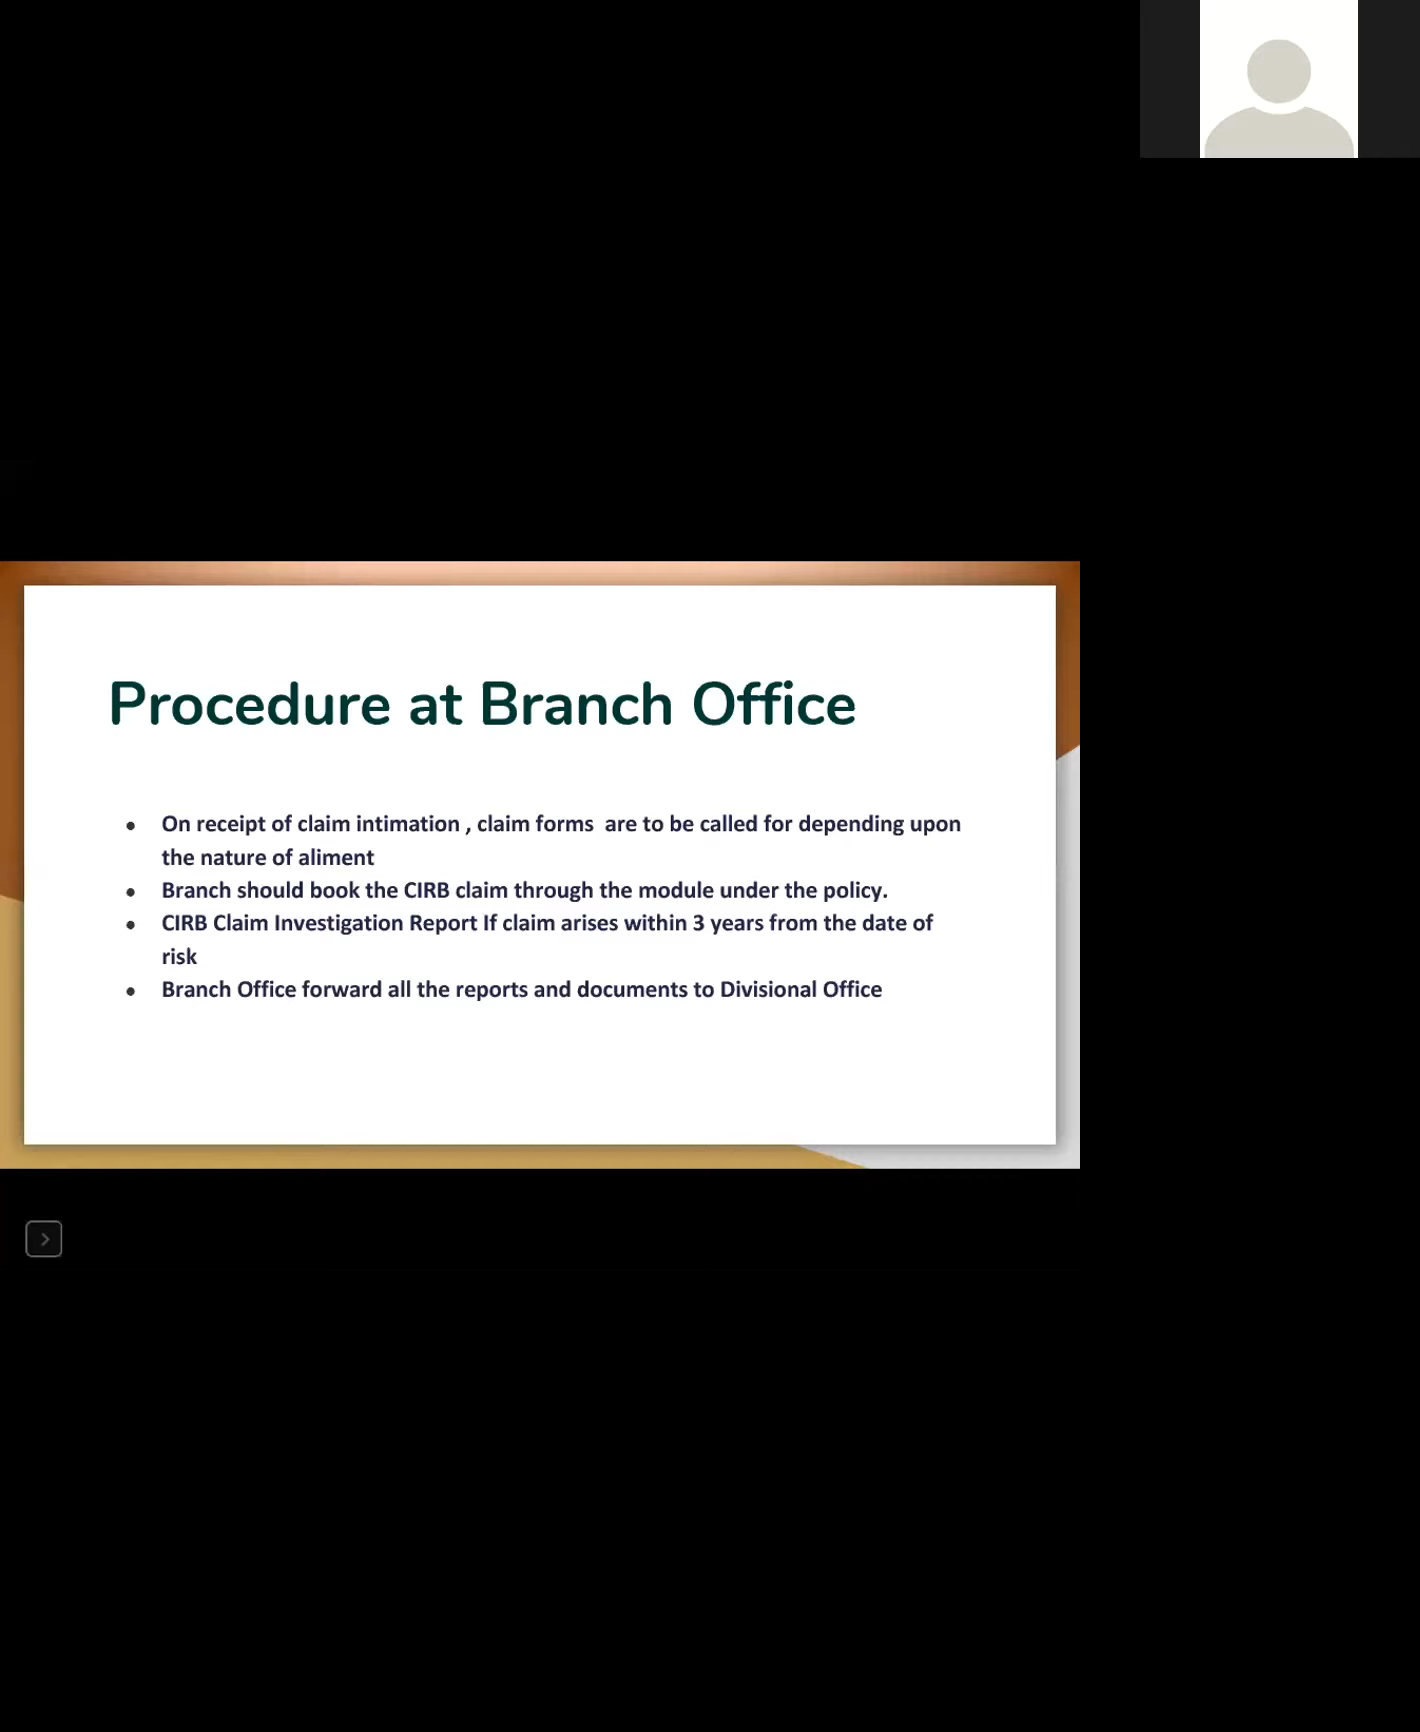 Procedure at Branch Office
• On receipt of claim intimation , claim forms  are to be called for depending upon
the nature of aliment
• Branch should book the CIRB claim through the module under the policy.
• CIRB Claim Investigation Report If claim arises within 3 years from the date of
risk
• Branch Office forward all the reports and documents to Divisional Office